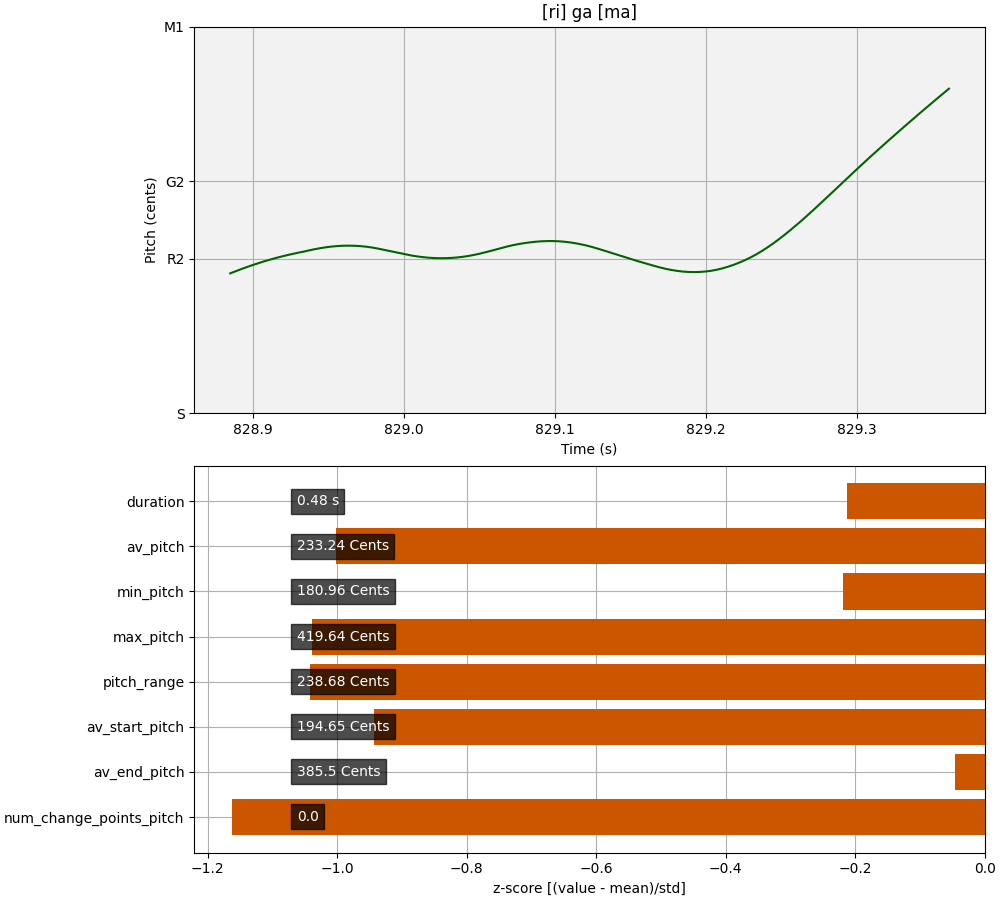 [ri] ga [ma]
M1
G2
R2
S
Pitch (cents)
828.9 829.0 829.1 829.2 829.3
Time (s)
duration 0.48 s
av_pitch 233.24 Cents
min_pitch 180.96 Cents
max_pitch 419.64 Cents
pitch_range 238.68 Cents
av_start_pitch 194.65 Cents
av_end_pitch 385.5 Cents
num_change_points_pitch 0.0
−1.2 −1.0 −0.8 −0.6 −0.4 −0.2 0.0
z-score [(value - mean)/std]